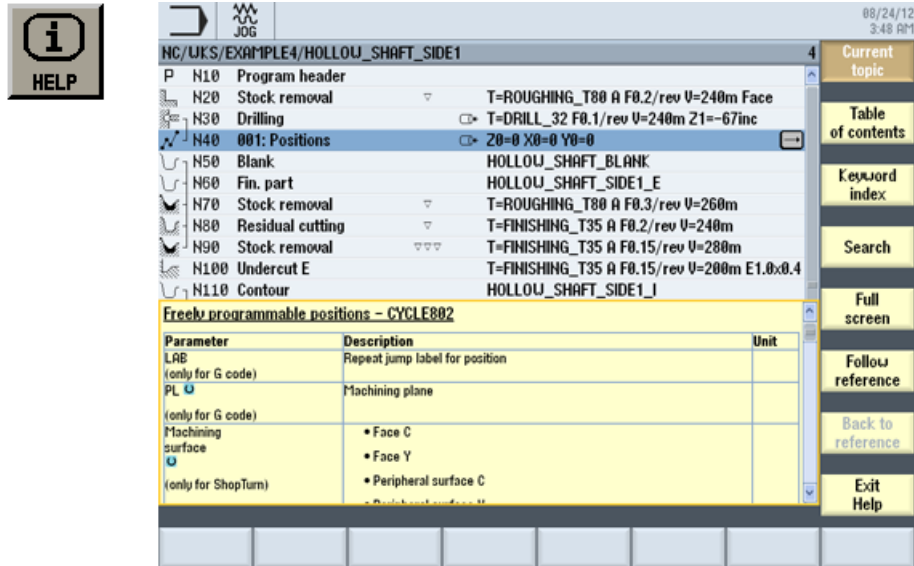 HELP
JOG
08/24/12
3:48 AM
NC/WKS/EXAMPLE4/HOLLOW_SHAFT_SIDE1 4
P N10 Program header
N20 Stock removal ▽ T=ROUGHING_T80 A F0.2/rev V=240m Face
N30 Drilling T=DRILL_32 F0.1/rev V=240m Z1=-67inc
N40 001: Positions Z0=0 X0=0 Y0=0
N50 Blank HOLLOW_SHAFT_BLANK
N60 Fin. part HOLLOW_SHAFT_SIDE1_E
N70 Stock removal ▽ T=ROUGHING_T80 A F0.3/rev V=260m
N80 Residual cutting ▽ T=FINISHING_T35 A F0.2/rev V=240m
N90 Stock removal ▽▽▽ T=FINISHING_T35 A F0.15/rev V=280m
N100 Undercut E T=FINISHING_T35 A F0.15/rev V=200m E1.0x0.4
N110 Contour HOLLOW_SHAFT_SIDE1_I
Freely programmable positions - CYCLE802
Parameter Description Unit
LAB Repeat jump label for position
(only for G code)
PL Machining plane
(only for G code)
Machining • Face C
surface
• Face Y
(only for ShopTurn) • Peripheral surface C
Current
topic
Table
of contents
Keyword
index
Search
Full
screen
Follow
reference
Back to
reference
Exit
Help